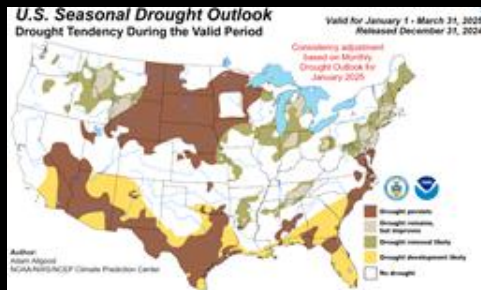 U.S. Seasonal Drought Outlook
Drought Tendency During the Valid Period
Valid for January 1 - March 31, 2025
Released December 31, 2024
Consistency adjustment
based on Monthly
Drought Outlook for
January 2025
Drought persists
Drought remains,
but improves
Drought removal likely
Drought development likely
No drought
Author:
Adam Allgood
NOAA/NWS/NCEP Climate Prediction Center